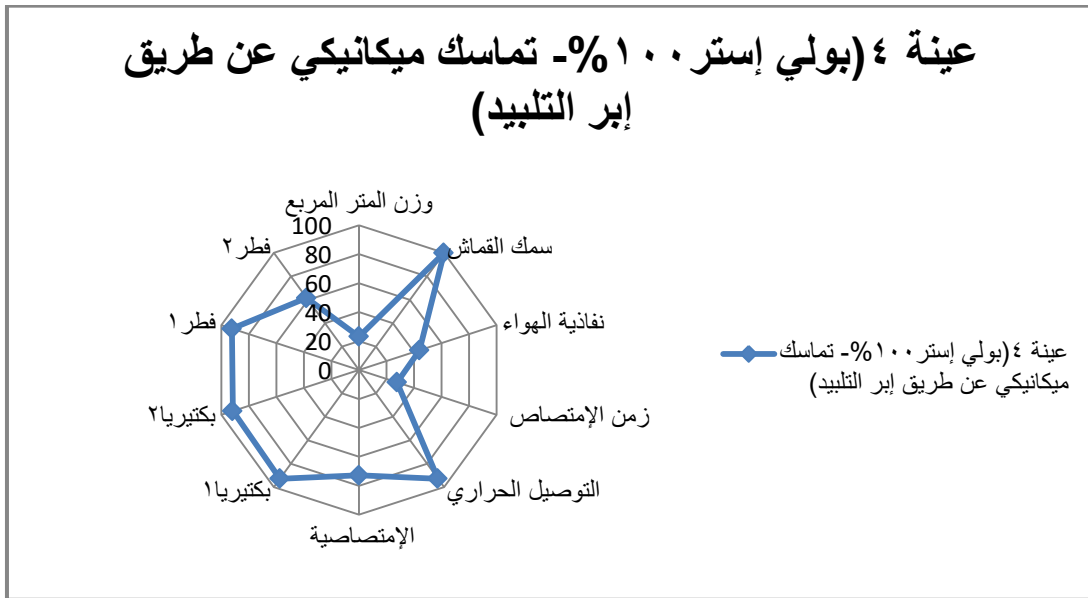 عينة ٤(بولي إستر١٠٠%- تماسك ميكانيكي عن طريق
إبر التلبيد)
وزن المتر المربع
سمك القماش
نفاذية الهواء
زمن الإمتصاص
التوصيل الحراري
الإمتصاصية
بكتيريا١
بكتيريا٢
فطر١
فطر٢
100
80
60
40
20
0
عينة ٤(بولي إستر١٠٠%- تماسك
ميكانيكي عن طريق إبر التلبيد)